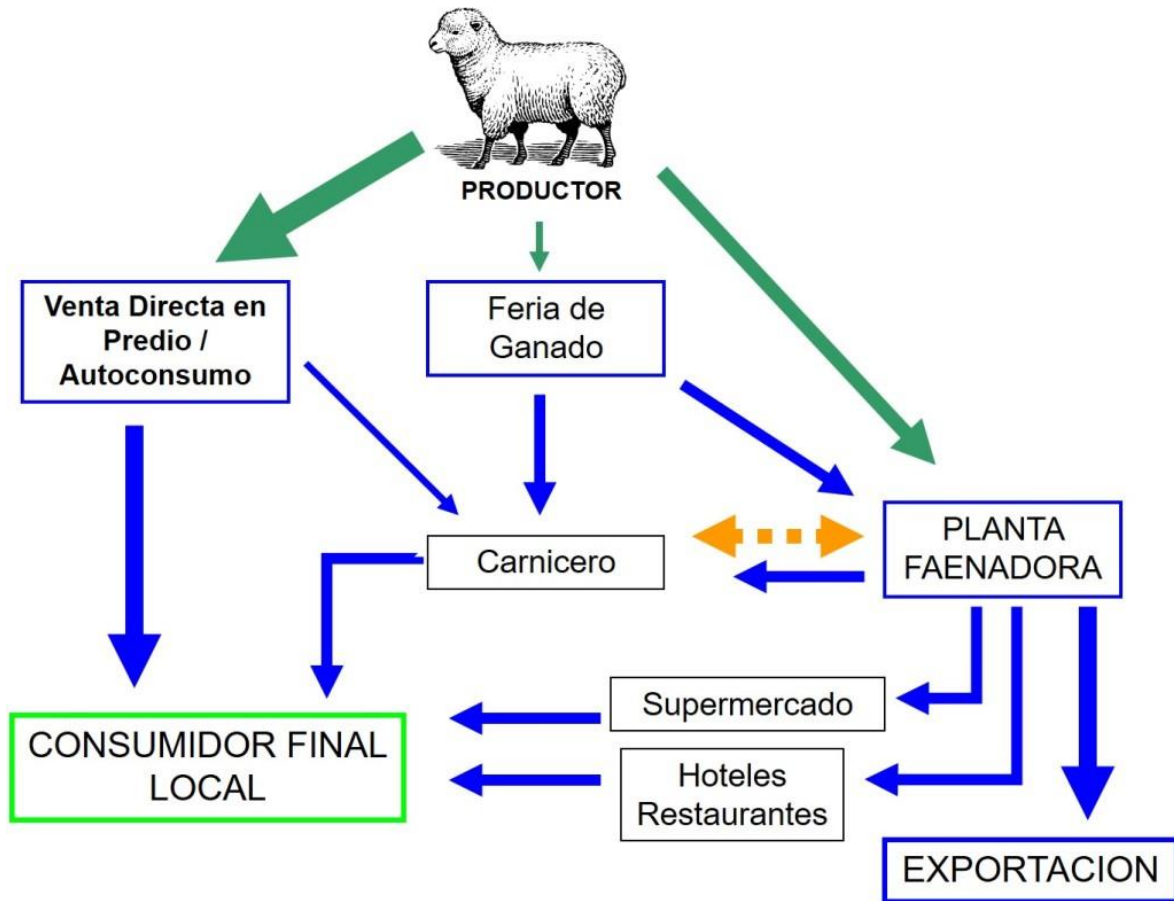 PRODUCTOR
Venta Directa en
Predio /
Autoconsumo
Feria de
Ganado
Carnicero
PLANTA
FAENADORA
Supermercado
CONSUMIDOR FINAL
LOCAL
Hoteles
Restaurantes
EXPORTACION